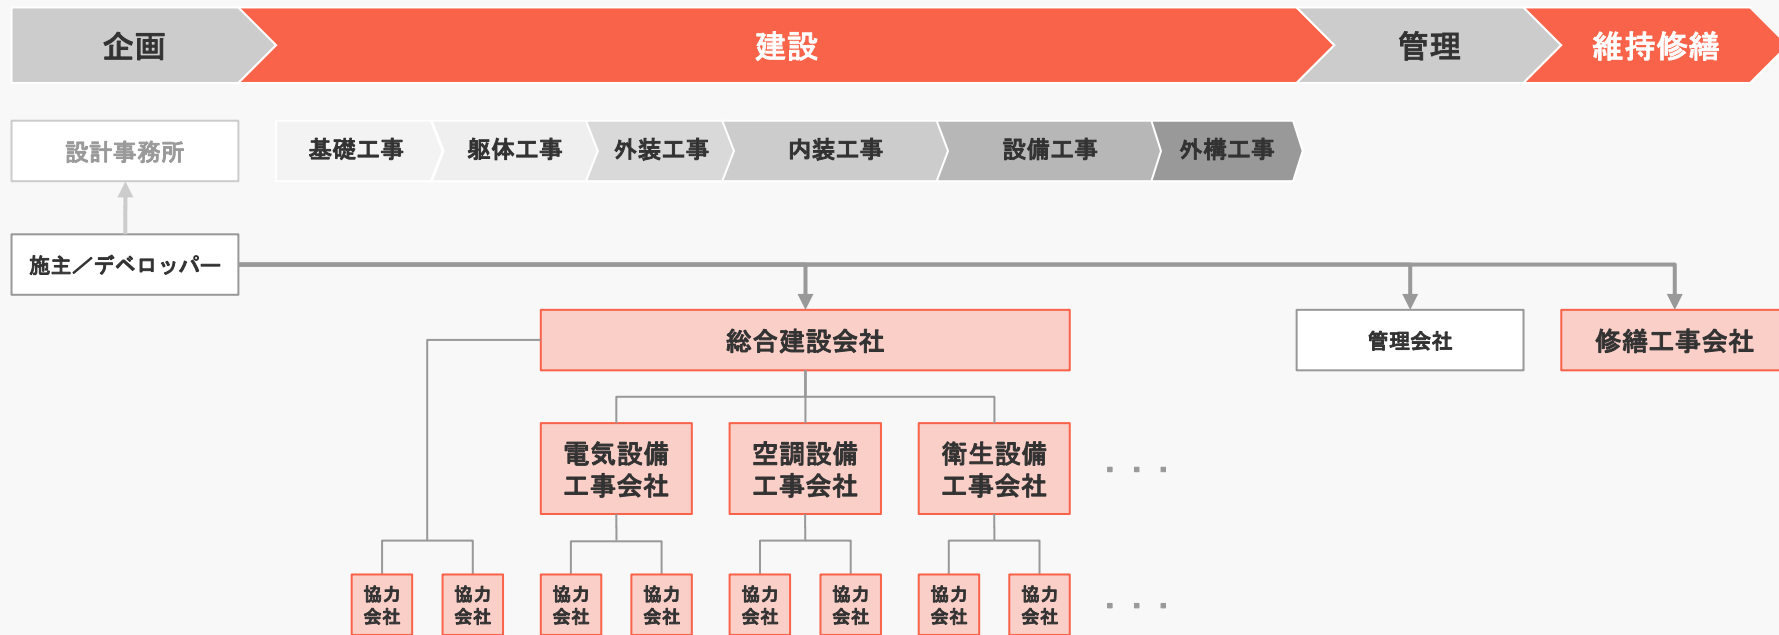 企画
建設
管理
維持修繕
設計事務所
基礎工事
躯体工事
外装工事
内装工事
設備工事
外構工事
施主／デベロッパー
総合建設会社
管理会社
修繕工事会社
電気設備
工事会社
空調設備
工事会社
衛生設備
工事会社
・・・
協力
会社
協力
会社
協力
会社
協力
会社
協力
会社
協力
会社
協力
会社
協力
会社
・・・